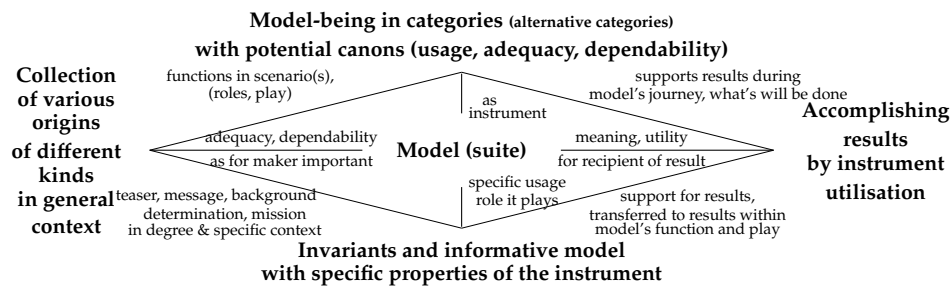 Model-being in categories (alternative categories)
with potential canons (usage, adequacy, dependability)
Collection
of various
origins
of different
kinds
in general
context
functions in scenario(s),
(roles, play)
supports results during
model's journey, what's will be done
as
instrument
adequacy, dependability
as for maker important
Model (suite)
meaning, utility
for recipient of result
Accomplishing
results
by instrument
utilisation
teaser, message, background
determination, mission
in degree & specific context
specific usage
role it plays
support for results,
transferred to results within
model's function and play
Invariants and informative model
with specific properties of the instrument